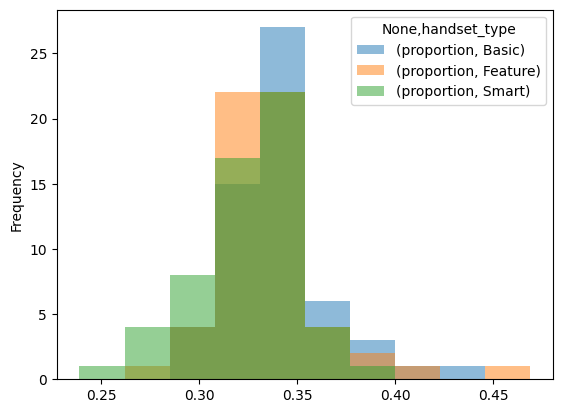 None,handset_type
(proportion, Basic)
(proportion, Feature)
(proportion, Smart)
25
20
15
10
5
0
Frequency
0.25 0.30 0.35 0.40 0.45